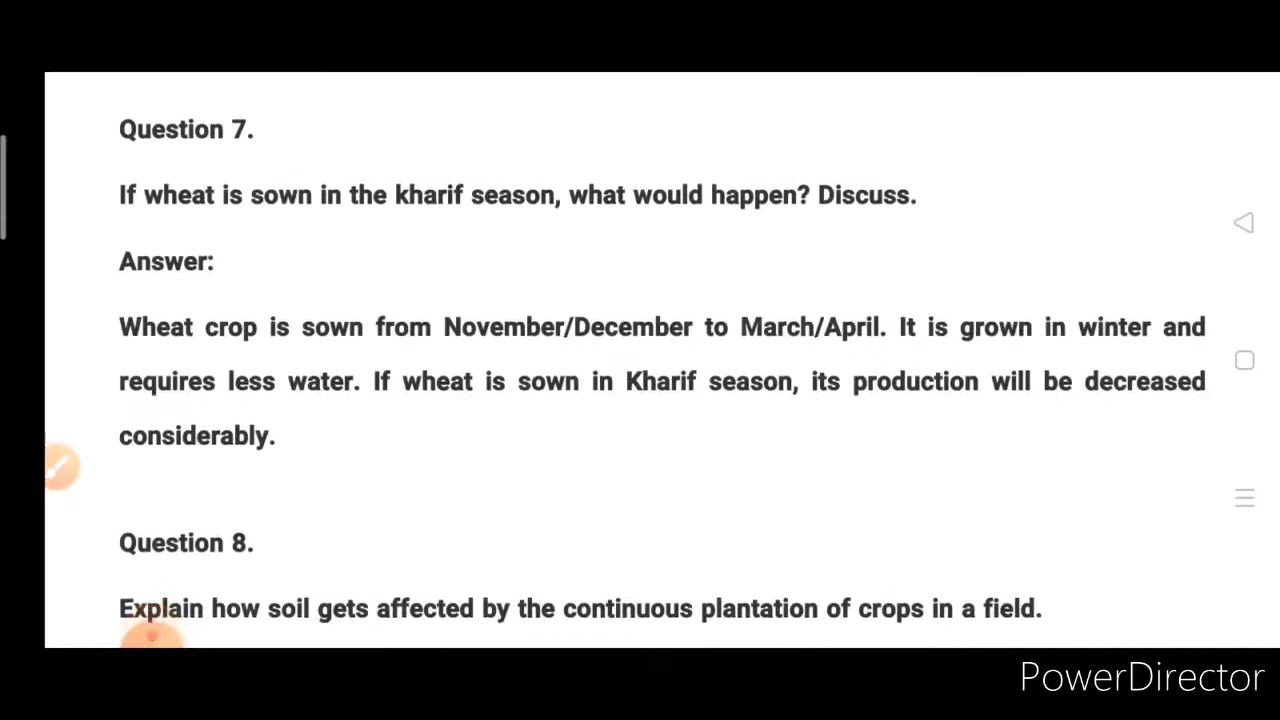 Question 7.
If wheat is sown in the kharif season, what would happen? Discuss.
Answer:
Wheat crop is sown from November/December to March/April. It is grown in winter and
requires less water. If wheat is sown in Kharif season, its production will be decreased
considerably.
Question 8.
Explain how soil gets affected by the continuous plantation of crops in a field.
PowerDirector